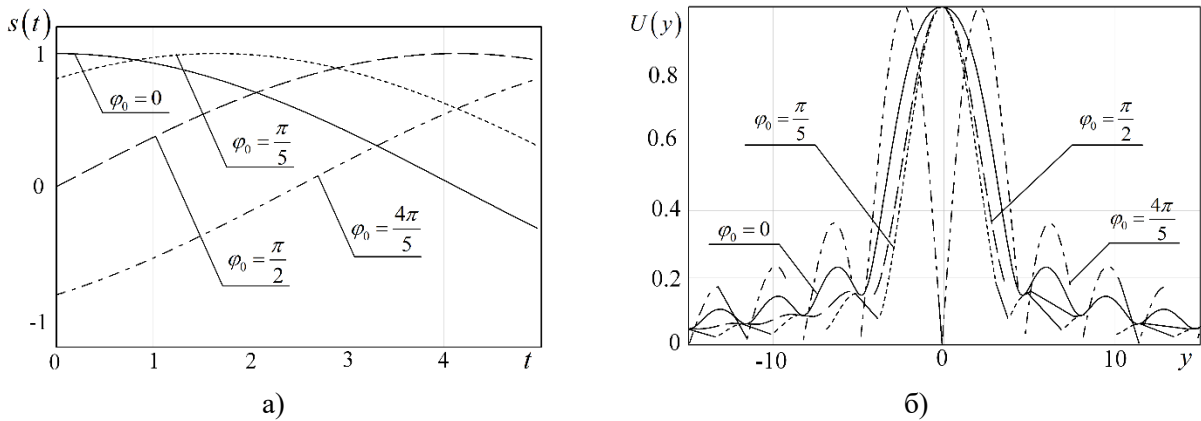 s(t)
1
0
-1
0 1 2 3 4 t
φ₀ = 0
φ₀ = π/5
φ₀ = π/2
φ₀ = 4π/5
а)
U(y)
0.8
0.6
0.4
0.2
0
-10 0 10 y
φ₀ = π/5
φ₀ = π/2
φ₀ = 0
φ₀ = 4π/5
б)